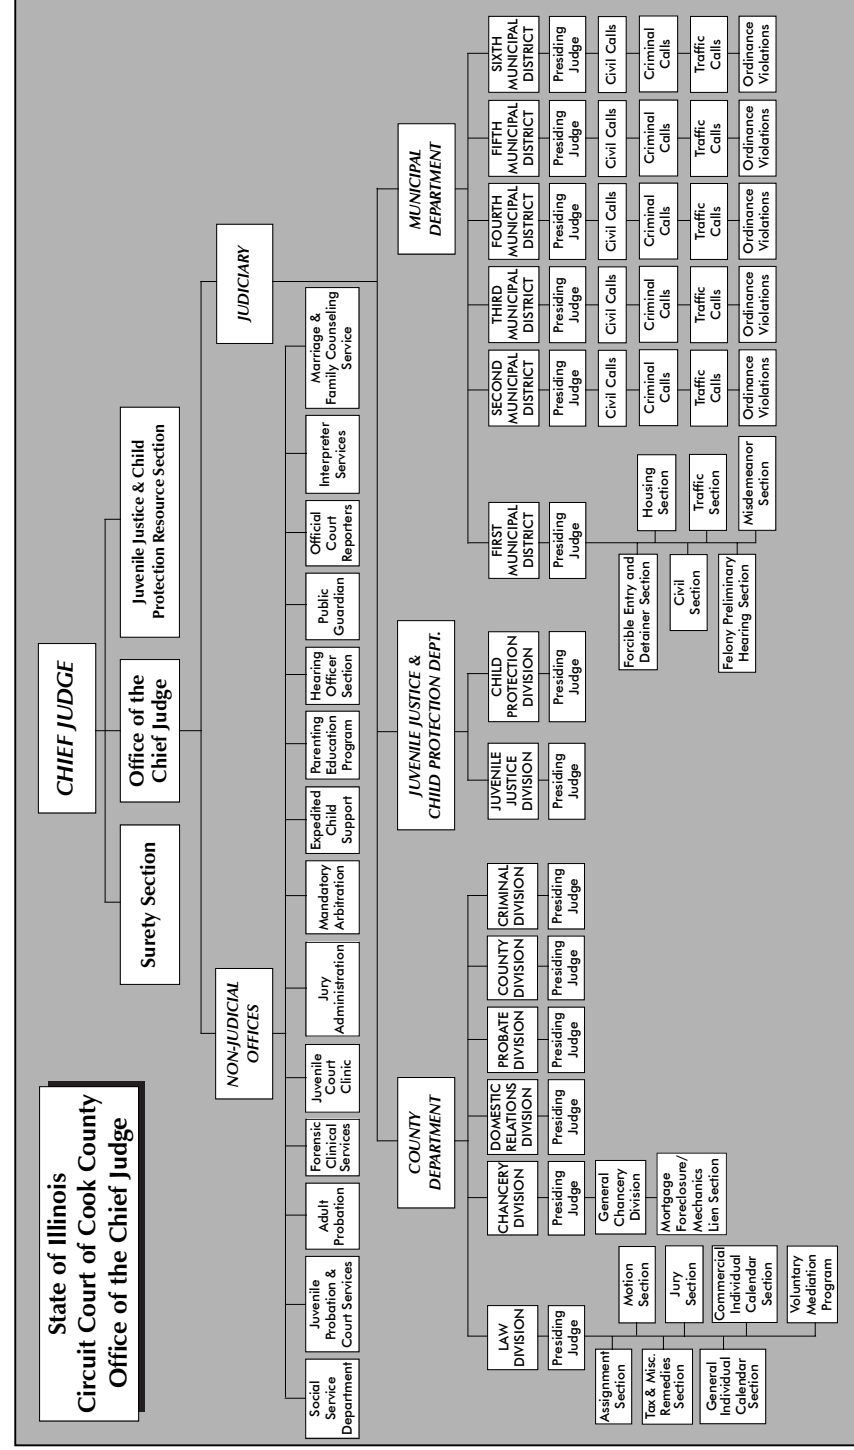 State of Illinois
Circuit Court of Cook County
Office of the Chief Judge
CHIEF JUDGE
Surety Section
Office of the
Chief Judge
Juvenile Justice & Child
Protection Resource Section
NON-JUDICIAL
OFFICES
JUDICIARY
Social
Service
Department
Juvenile
Probation &
Court Services
Adult
Probation
Forensic
Clinical
Services
Juvenile
Court
Clinic
Jury
Administration
Mandatory
Arbitration
Expedited
Child
Support
Parenting
Education
Program
Hearing
Officer
Section
Public
Guardian
Official
Court
Reporters
Interpreter
Services
Marriage &
Family Counseling
Service
COUNTY
DEPARTMENT
JUVENILE JUSTICE &
CHILD PROTECTION DEPT.
MUNICIPAL
DEPARTMENT
LAW
DIVISION
Presiding
Judge
Assignment
Section
Motion
Section
Tax & Misc.
Remedies
Section
Jury
Section
General
Individual
Calendar
Section
Commercial
Individual
Calendar
Section
Voluntary
Mediation
Program
CHANCERY
DIVISION
Presiding
Judge
General
Chancery
Division
Mortgage
Foreclosure/
Mechanics
Lien Section
DOMESTIC
RELATIONS
DIVISION
Presiding
Judge
PROBATE
DIVISION
Presiding
Judge
COUNTY
DIVISION
Presiding
Judge
CRIMINAL
DIVISION
Presiding
Judge
JUVENILE
JUSTICE
DIVISION
Presiding
Judge
CHILD
PROTECTION
DIVISION
Presiding
Judge
FIRST
MUNICIPAL
DISTRICT
Presiding
Judge
Forcible Entry and
Detainer Section
Housing
Section
Civil
Section
Traffic
Section
Felony Preliminary
Hearing Section
Misdemeanor
Section
SECOND
MUNICIPAL
DISTRICT
Presiding
Judge
Civil Calls
Criminal
Calls
Traffic
Calls
Ordinance
Violations
THIRD
MUNICIPAL
DISTRICT
Presiding
Judge
Civil Calls
Criminal
Calls
Traffic
Calls
Ordinance
Violations
FOURTH
MUNICIPAL
DISTRICT
Presiding
Judge
Civil Calls
Criminal
Calls
Traffic
Calls
Ordinance
Violations
FIFTH
MUNICIPAL
DISTRICT
Presiding
Judge
Civil Calls
Criminal
Calls
Traffic
Calls
Ordinance
Violations
SIXTH
MUNICIPAL
DISTRICT
Presiding
Judge
Civil Calls
Criminal
Calls
Traffic
Calls
Ordinance
Violations